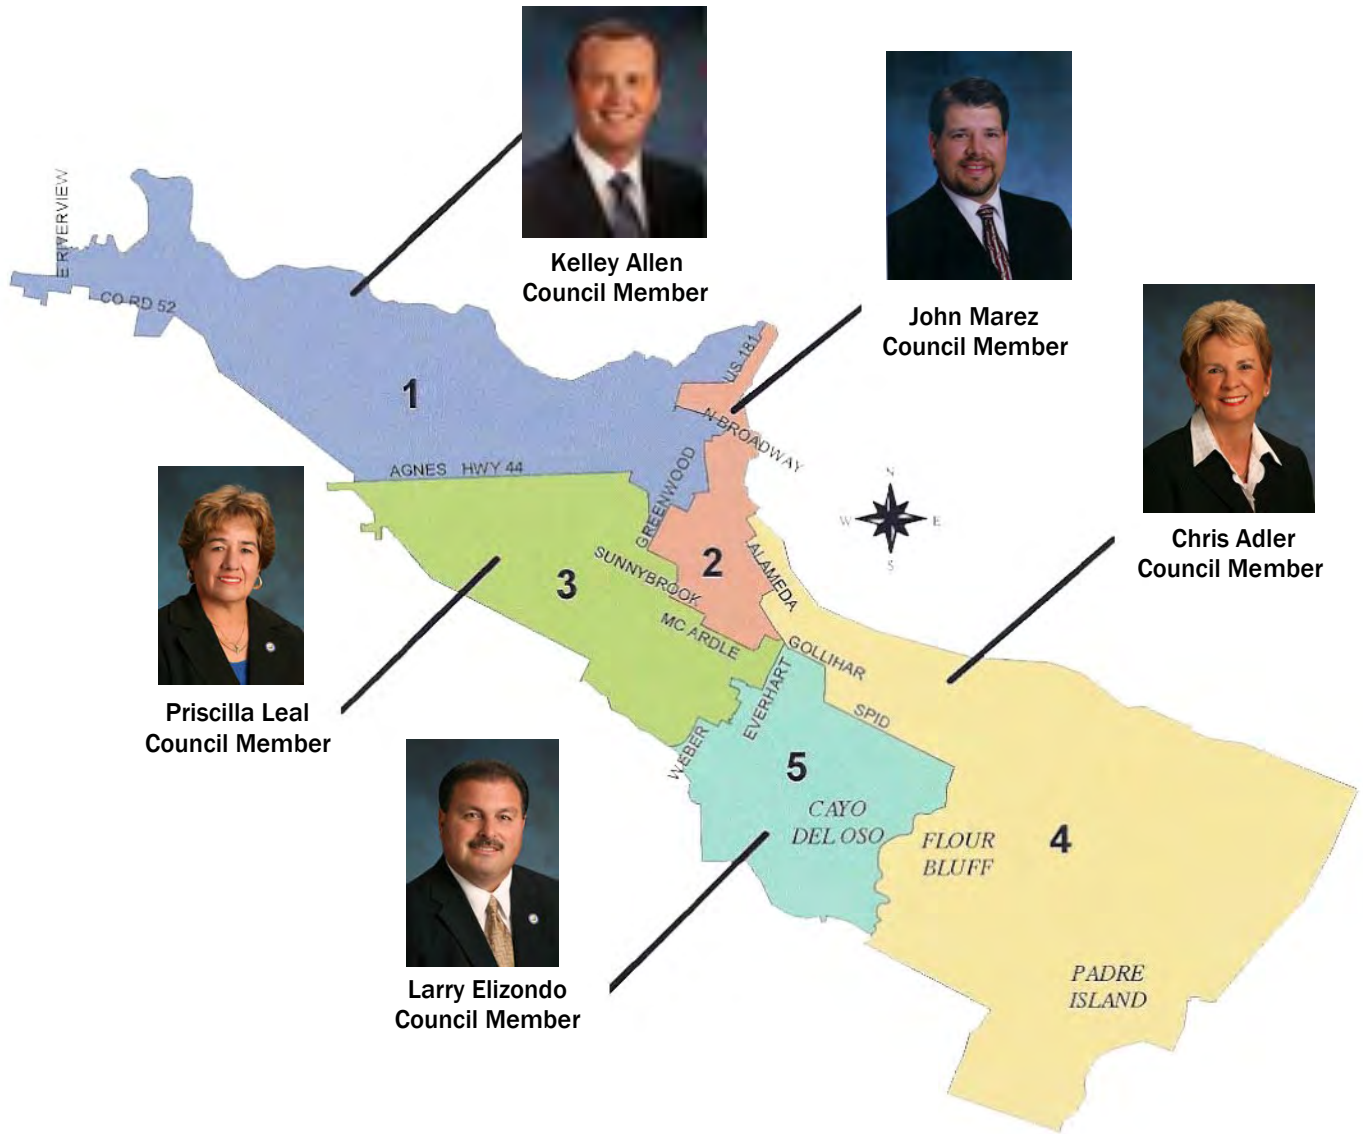 Kelley Allen
Council Member
John Marez
Council Member
Chris Adler
Council Member
Priscilla Leal
Council Member
Larry Elizondo
Council Member
E RIVERVIEW
CO RD 52
1
US 181
N BROADWAY
AGNES HWY 44
GREENWOOD
N
W E
S
2
ALAMEDA
3
SUNNYBROOK
MC ARDLE
GOLLIHAR
EVERHART
SPID
WEBER
5
CAYO
DEL OSO
FLOUR
BLUFF
4
PADRE
ISLAND